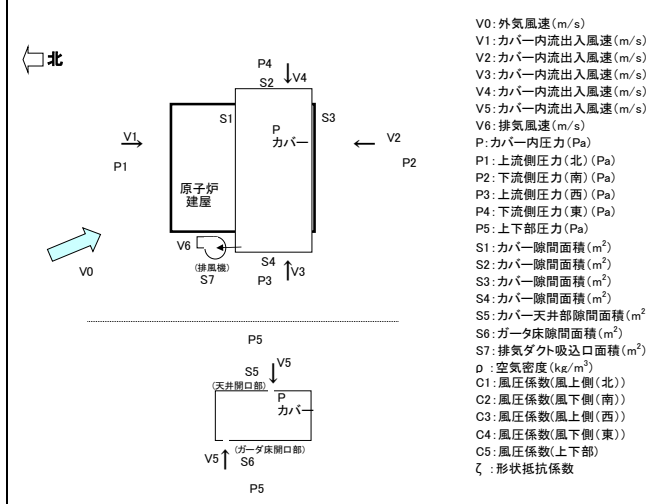 北
P4
V4
S2
S1
S3
P
カバー
V1
P1
V2
P2
原子炉
建屋
V6
(排風機)
S7
S4
P3
V3
V0
P5
V5
S5
(天井開口部)
P
カバー
(ガーダ床開口部)
V5
S6
P5
V0:外気風速(m/s)
V1:カバー内流出入風速(m/s)
V2:カバー内流出入風速(m/s)
V3:カバー内流出入風速(m/s)
V4:カバー内流出入風速(m/s)
V5:カバー内流出入風速(m/s)
V6:排気風速(m/s)
P:カバー内圧力(Pa)
P1:上流側圧力(北)(Pa)
P2:下流側圧力(南)(Pa)
P3:上流側圧力(西)(Pa)
P4:下流側圧力(東)(Pa)
P5:上下部圧力(Pa)
S1:カバー隙間面積(m²)
S2:カバー隙間面積(m²)
S3:カバー隙間面積(m²)
S4:カバー隙間面積(m²)
S5:カバー天井部隙間面積(m²
S6:ガータ床隙間面積(m²)
S7:排気ダクト吸込口面積(m²)
ρ:空気密度(kg/m³)
C1:風圧係数(風上側(北))
C2:風圧係数(風下側(南))
C3:風圧係数(風上側(西))
C4:風圧係数(風下側(東))
C5:風圧係数(上下部)
ζ:形状抵抗係数